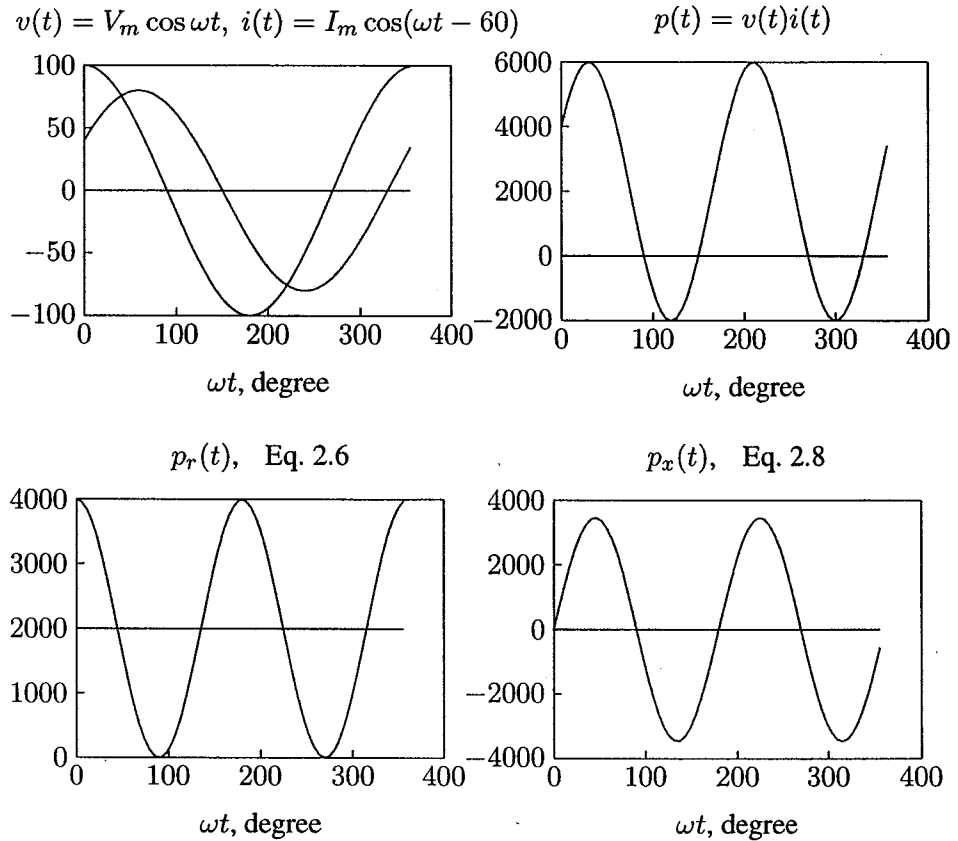 v(t) = V_m cos ωt, i(t) = I_m cos(ωt − 60)
100
50
0
−50
−100
0 100 200 300 400
ωt, degree
p(t) = v(t)i(t)
6000
4000
2000
0
−2000
0 100 200 300 400
ωt, degree
p_r(t), Eq. 2.6
4000
3000
2000
1000
0
0 100 200 300 400
ωt, degree
p_x(t), Eq. 2.8
4000
2000
0
−2000
−4000
0 100 200 300 400
ωt, degree